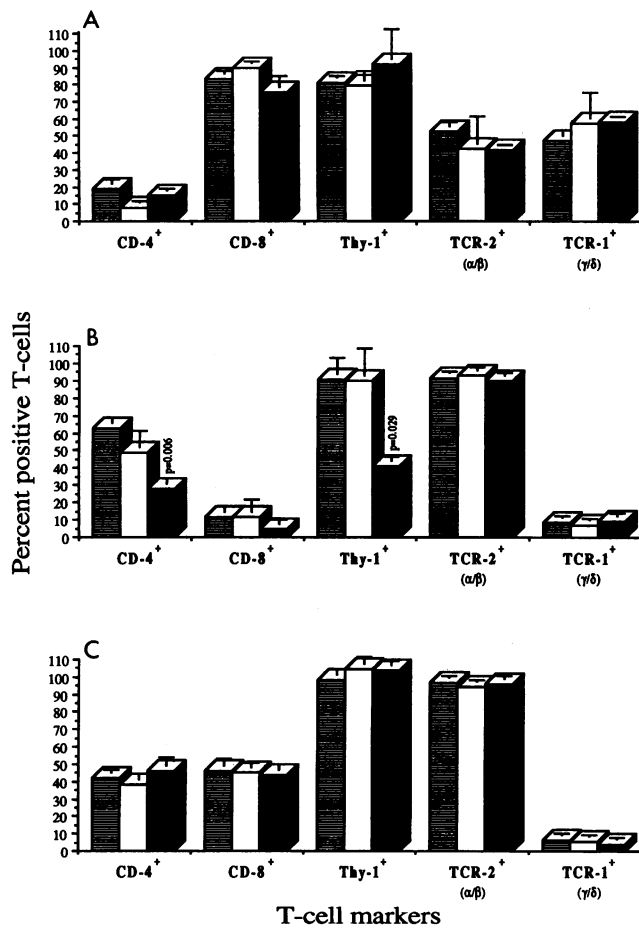 A
110
100
90
80
70
60
50
40
30
20
10
0
CD-4+ CD-8+ Thy-1+ TCR-2+ TCR-1+
(α/β) (γ/δ)
Percent positive T-cells
B
110
100
90
80
70
60
50
40
30
20
10
0
p=0.006
p=0.029
CD-4+ CD-8+ Thy-1+ TCR-2+ TCR-1+
(α/β) (γ/δ)
C
110
100
90
80
70
60
50
40
30
20
10
0
CD-4+ CD-8+ Thy-1+ TCR-2+ TCR-1+
(α/β) (γ/δ)
T-cell markers